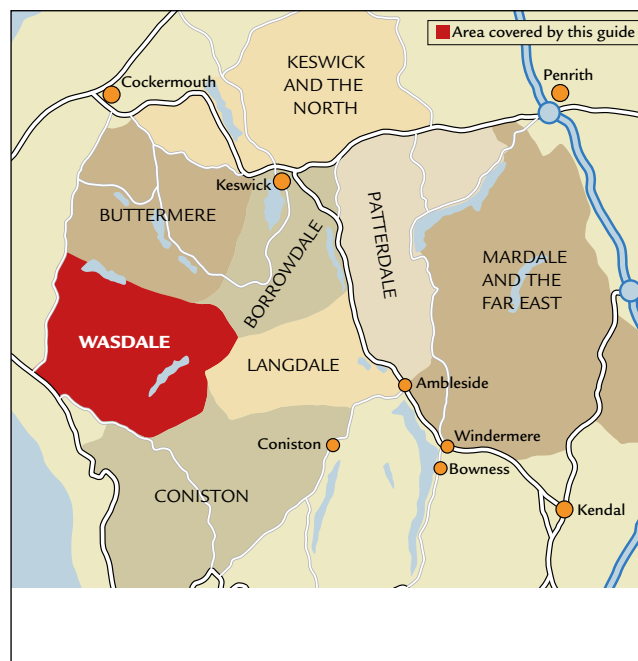 Area covered by this guide
KESWICK
AND THE
NORTH
Penrith
Cockermouth
Keswick
BUTTERMERE
BORROWDALE
PATTERDALE
MARDALE
AND THE
FAR EAST
WASDALE
LANGDALE
Ambleside
Coniston
Windermere
Bowness
CONISTON
Kendal